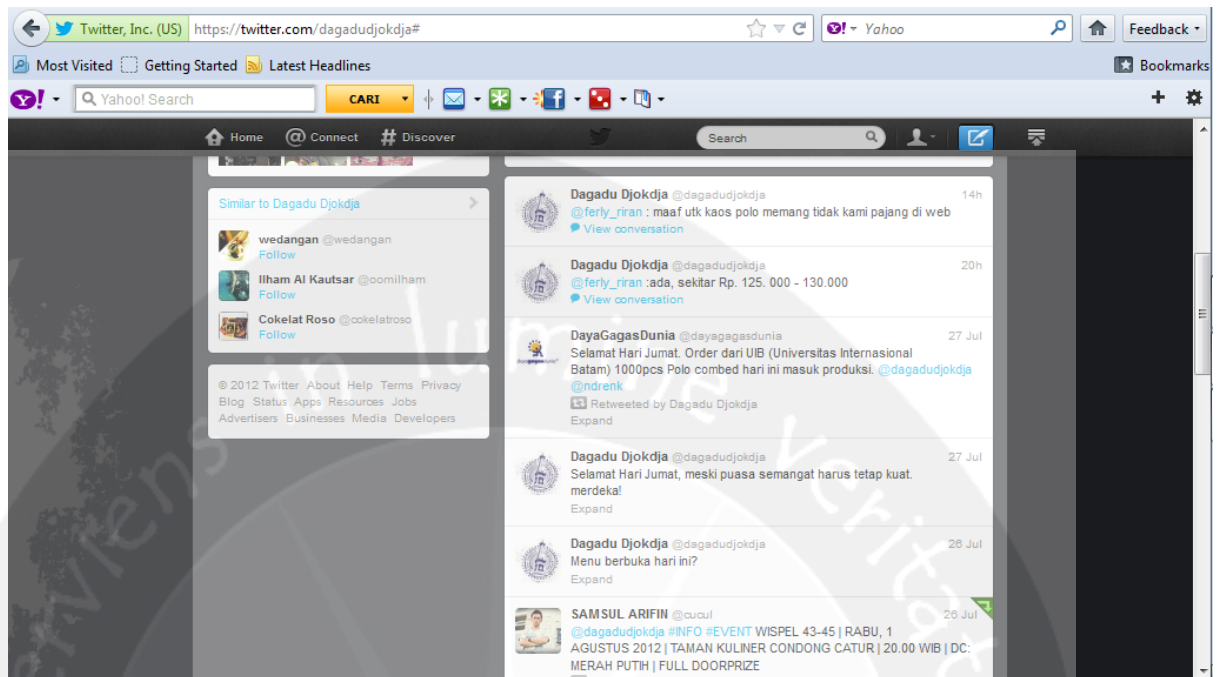 Twitter, Inc. (US) https://twitter.com/dagadudjokdja# Yahoo Feedback
Most Visited Getting Started Latest Headlines Bookmarks
Y! Yahoo! Search CARI
Home @ Connect # Discover Search
Similar to Dagadu Djokdja
wedangan @wedangan
Follow
Ilham Al Kautsar @oomilham
Follow
Cokelat Roso @cokelatroso
Follow
© 2012 Twitter About Help Terms Privacy
Blog Status Apps Resources Jobs
Advertisers Businesses Media Developers
Dagadu Djokdja @dagadudjokdja 14h
@ferly_riran : maaf utk kaos polo memang tidak kami pajang di web
View conversation
Dagadu Djokdja @dagadudjokdja 20h
@ferly_riran :ada, sekitar Rp. 125. 000 - 130.000
View conversation
DayaGagasDunia @dayagagasdunia 27 Jul
Selamat Hari Jumat. Order dari UIB (Universitas Internasional
Batam) 1000pcs Polo combed hari ini masuk produksi. @dagadudjokdja
@ndrenk
Retweeted by Dagadu Djokdja
Expand
Dagadu Djokdja @dagadudjokdja 27 Jul
Selamat Hari Jumat, meski puasa semangat harus tetap kuat.
merdeka!
Expand
Dagadu Djokdja @dagadudjokdja 26 Jul
Menu berbuka hari ini?
Expand
SAMSUL ARIFIN @cucul 26 Jul
@dagadudjokdja #INFO #EVENT WISPEL 43-45 | RABU, 1
AGUSTUS 2012 | TAMAN KULINER CONDONG CATUR | 20.00 WIB | DC:
MERAH PUTIH | FULL DOORPRIZE
serviens in lumine veritatis